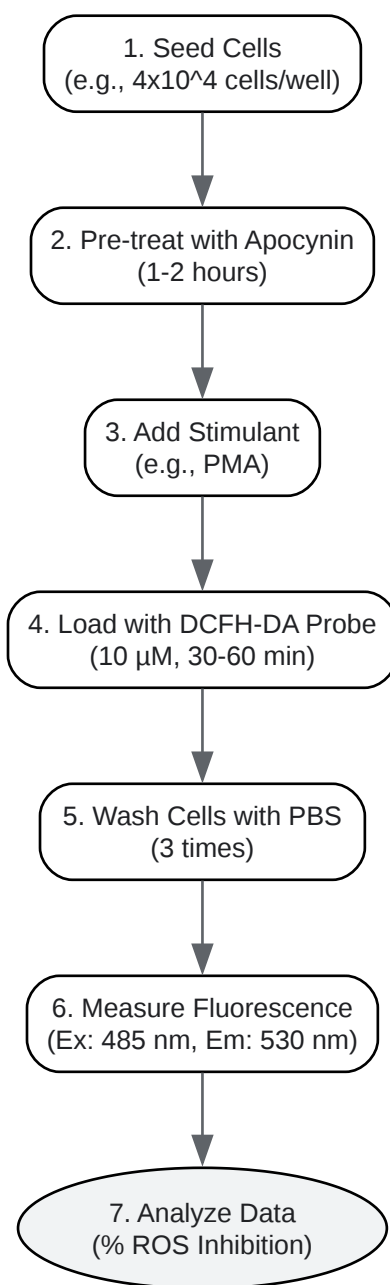 1. Seed Cells
(e.g., 4x10^4 cells/well)
2. Pre-treat with Apocynin
(1-2 hours)
3. Add Stimulant
(e.g., PMA)
4. Load with DCFH-DA Probe
(10 µM, 30-60 min)
5. Wash Cells with PBS
(3 times)
6. Measure Fluorescence
(Ex: 485 nm, Em: 530 nm)
7. Analyze Data
(% ROS Inhibition)